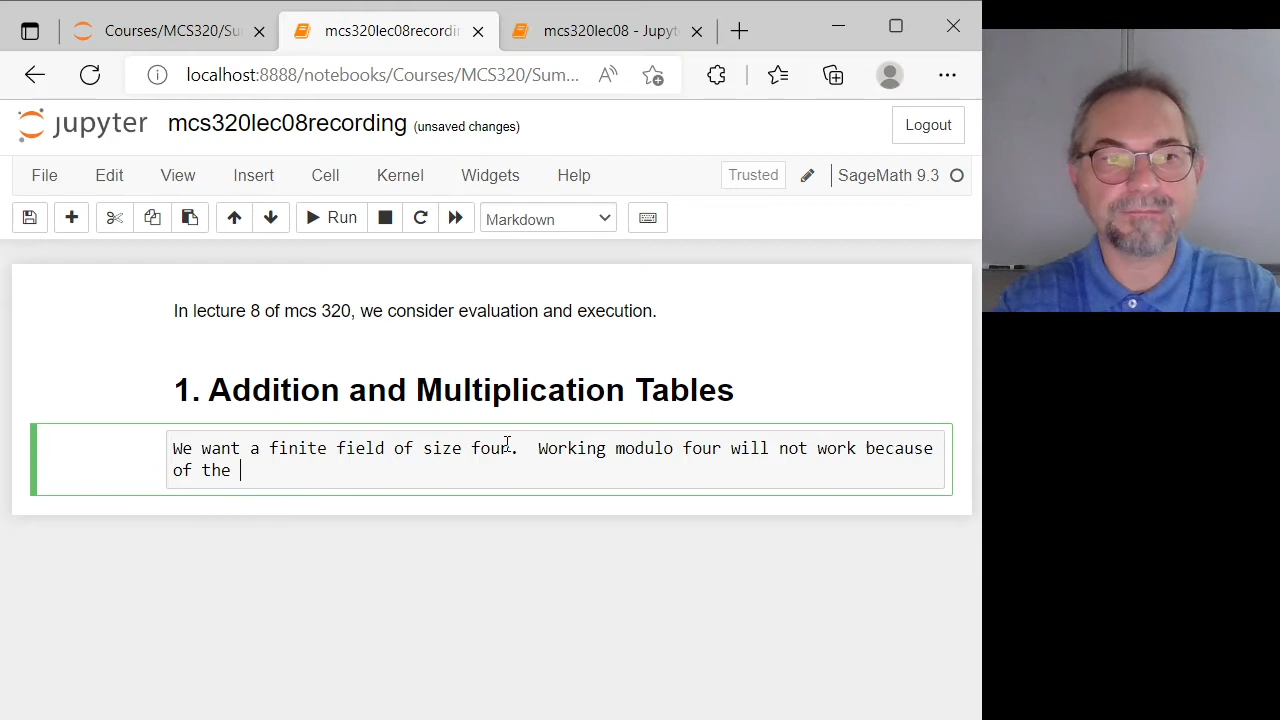 Courses/MCS320/Su
mcs320lec08recordi
mcs320lec08 - Jupyt
localhost:8888/notebooks/Courses/MCS320/Sum...
jupyter mcs320lec08recording (unsaved changes)
Logout
File Edit View Insert Cell Kernel Widgets Help Trusted SageMath 9.3
Run Markdown
In lecture 8 of mcs 320, we consider evaluation and execution.
1. Addition and Multiplication Tables
We want a finite field of size four. Working modulo four will not work because
of the